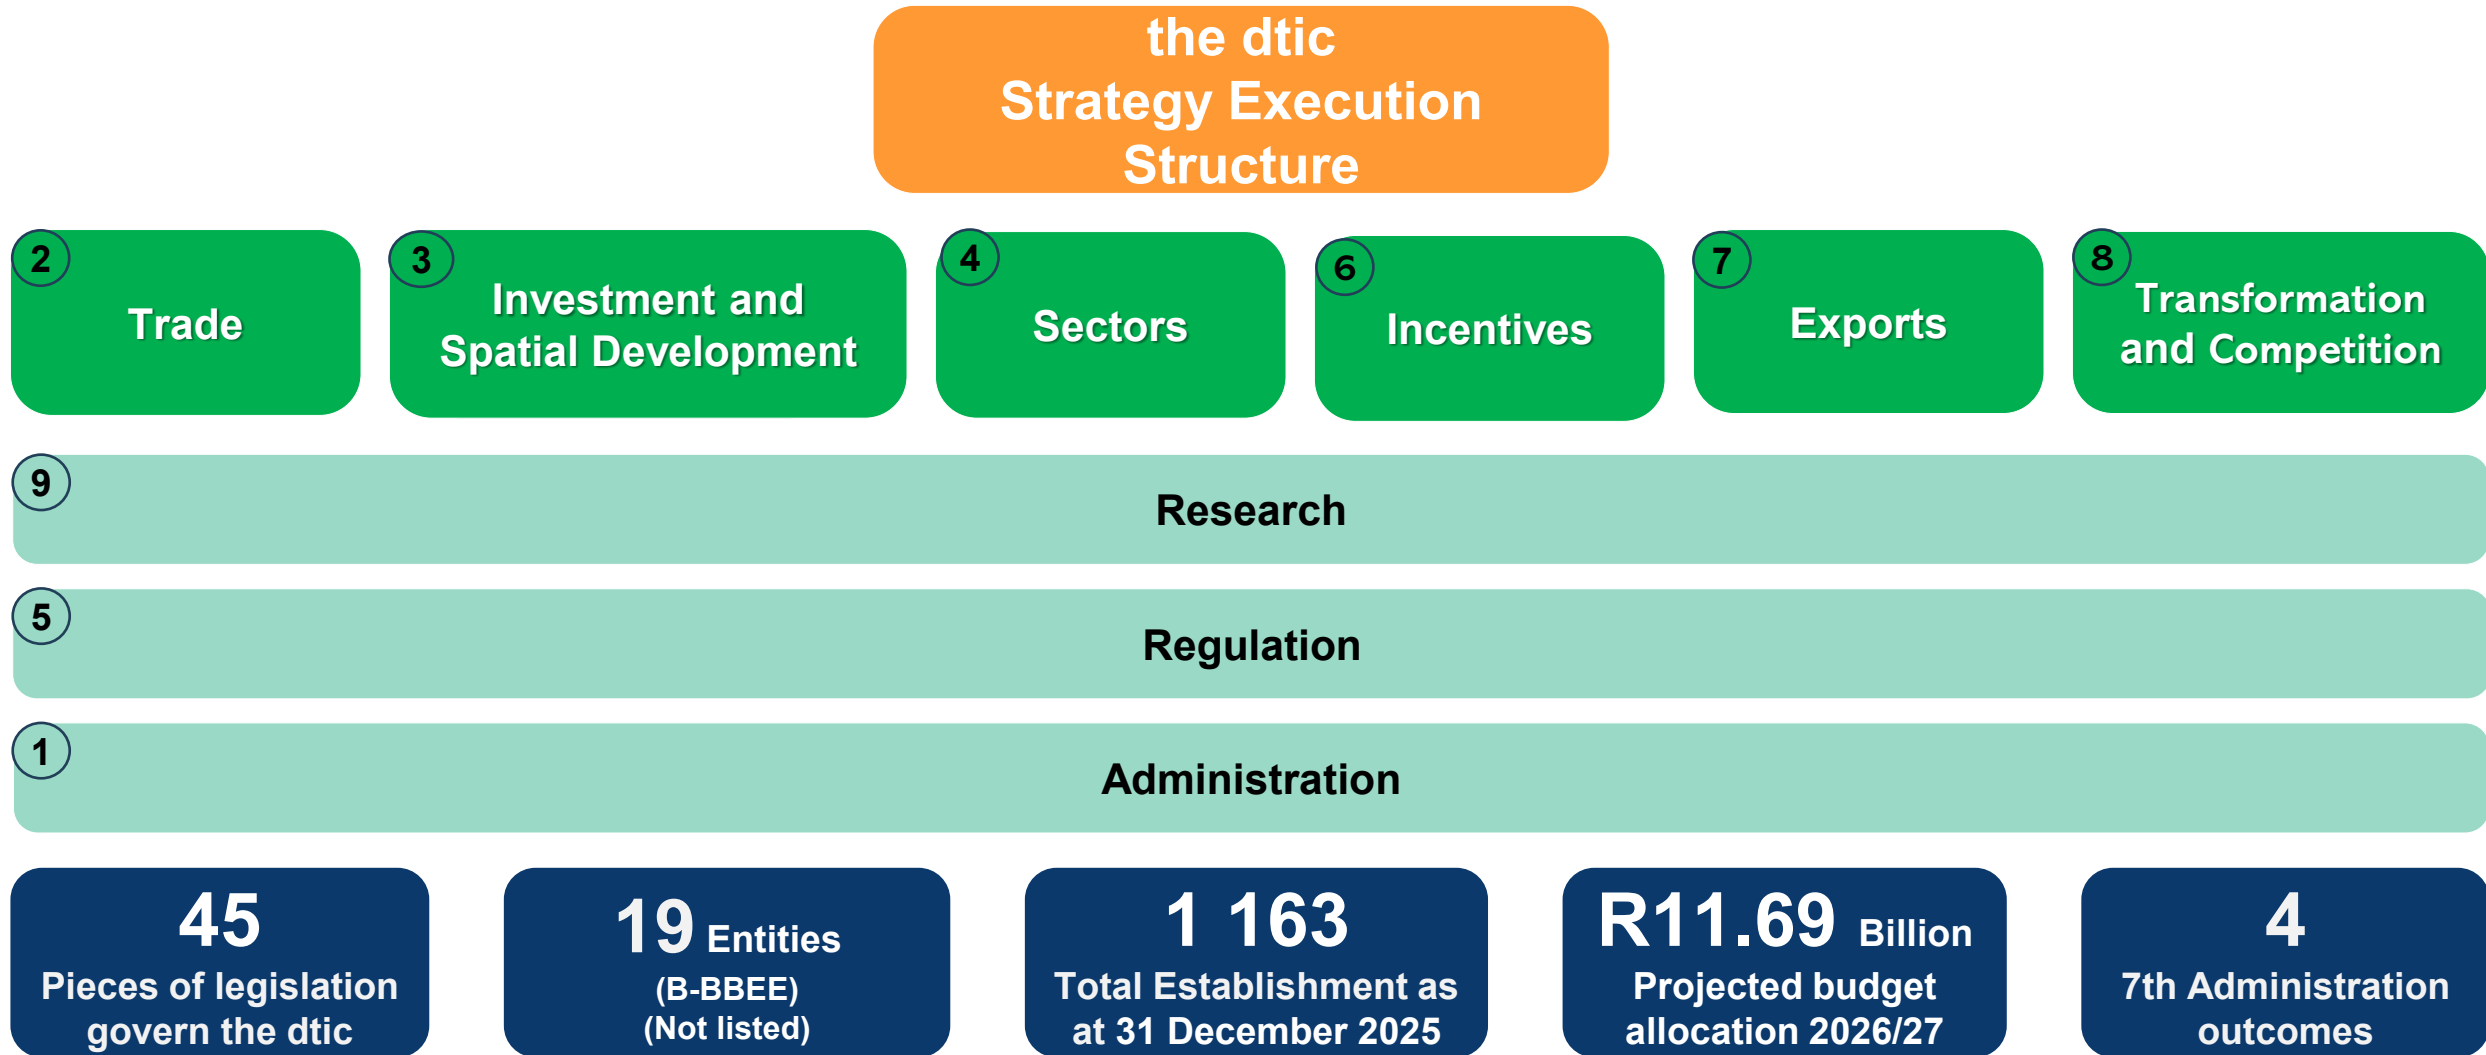 the dtic
Strategy Execution
Structure
2
Trade
3
Investment and
Spatial Development
4
Sectors
6
Incentives
7
Exports
8
Transformation
and Competition
9
Research
5
Regulation
1
Administration
45
Pieces of legislation
govern the dtic
19 Entities
(B-BBEE)
(Not listed)
1 163
Total Establishment as
at 31 December 2025
R11.69 Billion
Projected budget
allocation 2026/27
4
7th Administration
outcomes